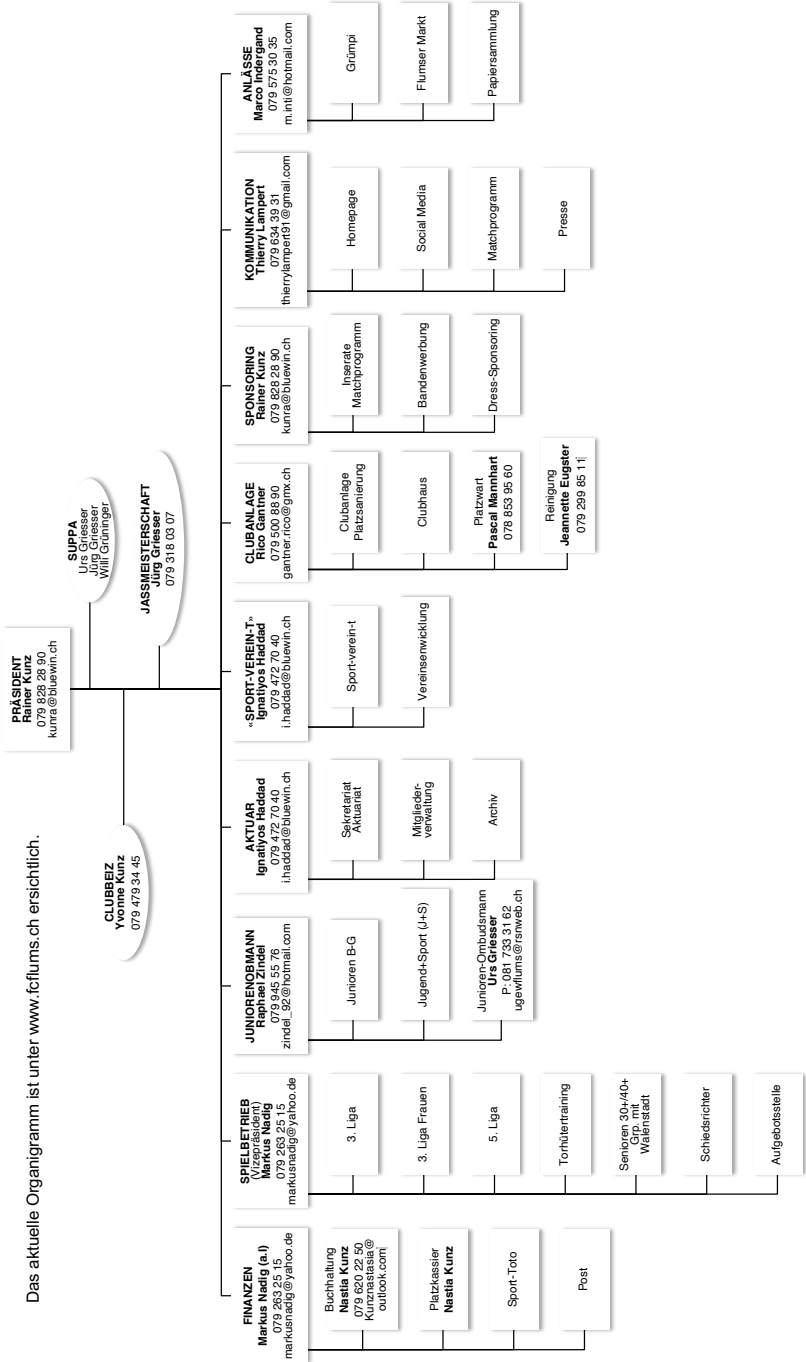 Das aktuelle Organigramm ist unter www.fcflums.ch ersichtlich.
PRÄSIDENT
Rainer Kunz
079 828 28 90
kunra@bluewin.ch
SUPPA
Urs Griesser
Jürg Griesser
Willi Grüninger
CLUBBEIZ
Yvonne Kunz
079 479 34 45
JASSMEISTERSCHAFT
Jürg Griesser
079 318 03 07
FINANZEN
Markus Nadig (a.I)
079 263 25 15
markusnadig@yahoo.de
Buchhaltung
Nastia Kunz
079 620 22 50
Kunznastasia@
outlook.com
Platzkassier
Nastia Kunz
Sport-Toto
Post
SPIELBETRIEB
(Vizepräsident)
Markus Nadig
079 263 25 15
markusnadig@yahoo.de
3. Liga
3. Liga Frauen
5. Liga
Torhütertraining
Senioren 30+/40+
Grp. mit
Walenstadt
Schiedsrichter
Aufgebotsstelle
JUNIORENOBMANN
Raphael Zindel
079 945 55 76
zindel_92@hotmail.com
Junioren B-G
Jugend+Sport (J+S)
Junioren-Ombudsmann
Urs Griesser
P: 081 733 31 62
ugewflums@rsnweb.ch
AKTUAR
Ignatiyos Haddad
079 472 70 40
i.haddad@bluewin.ch
Sekretariat
Aktuariat
Mitglieder-
verwaltung
Archiv
«SPORT-VEREIN-T»
Ignatiyos Haddad
079 472 70 40
i.haddad@bluewin.ch
Sport-verein-t
Vereinsenwicklung
CLUBANLAGE
Rico Gantner
079 500 88 90
gantner.rico@gmx.ch
Clubanlage
Platzsanierung
Clubhaus
Platzwart
Pascal Mannhart
078 853 95 60
Reinigung
Jeannette Eugster
079 299 85 11
SPONSORING
Rainer Kunz
079 828 28 90
kunra@bluewin.ch
Inserate
Matchprogramm
Bandenwerbung
Dress-Sponsoring
KOMMUNIKATION
Thierry Lampert
079 634 39 31
thierrylampert91@gmail.com
Homepage
Social Media
Matchprogramm
Presse
ANLÄSSE
Marco Indergand
079 575 30 35
m.inti@hotmail.com
Grümpi
Flumser Markt
Papiersammlung